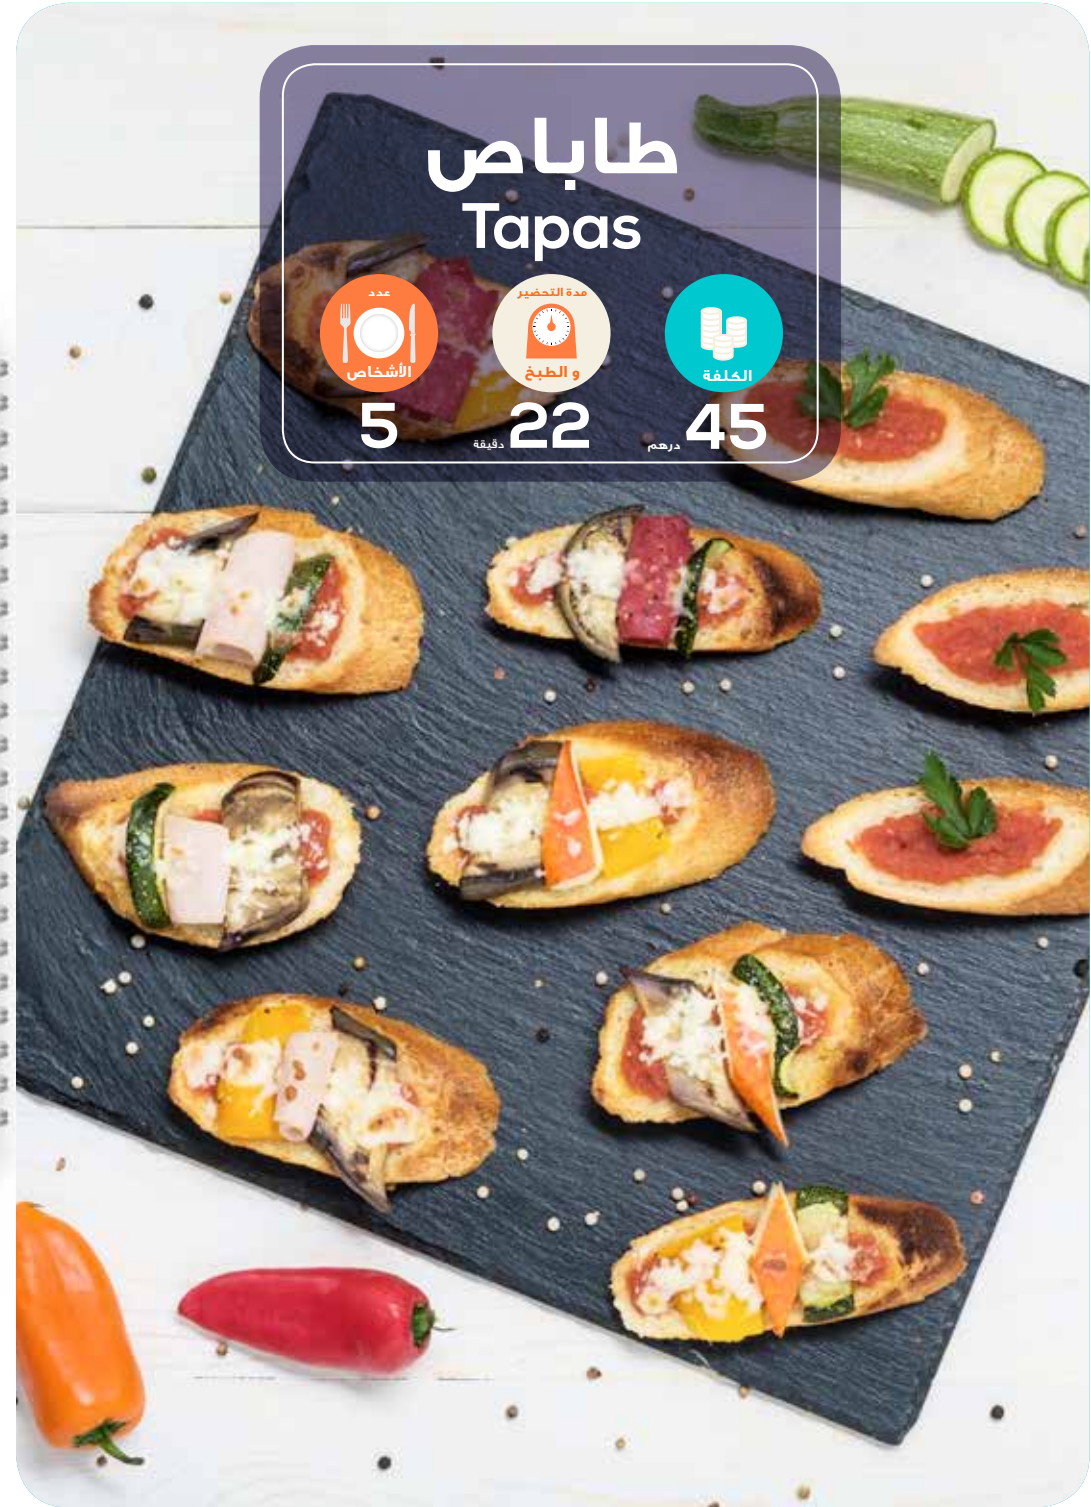 طاباص
Tapas
الكلفة
45 درهم
مدة التحضير
و الطبخ
22 دقيقة
عدد
الأشخاص
5